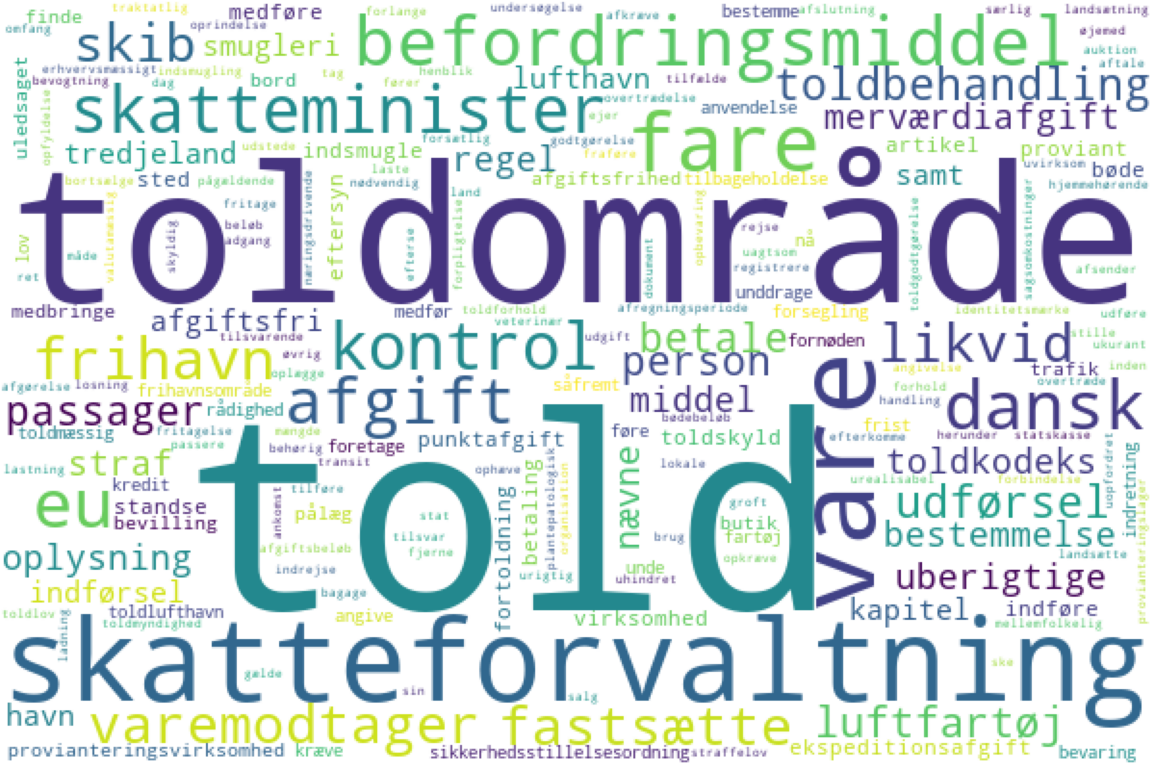 finde
traktatlig
medføre
forlange
undersøgelse
afkræve
bestemme
afslutning
særlig
landsætning
omfang
oprindelse
skib
smugleri
befordringsmiddel
øjemed
auktion
aftale
erhvervsmæssigt
indsmugling
tag
henblik
lufthavn
tilfælde
toldbehandling
bevogtning
dag
bord
fører
overtrædelse
uledsaget
opfyldelse
skatteminister
ejer
anvendelse
merværdiafgift
udstede
forsætlig
godtgørelse
fare
artikel
proviant
tredjeland
indsmugle
regel
fraføre
uvirksom
bøde
bortsælge
sted
pågældende
laste
nødvendig
afgiftsfrihed
tilbageholdelse
samt
hjemmehørende
toldområde
valutamæssig
fritage
land
rejse
lov
skyldig
beløb
adgang
næringsdrivende
eftersyn
efterse
forpligtelse
dokument
opbevaring
uagtsom
nå
toldgodtgørelse
sagsomkostninger
afsender
ret
måde
registrere
unddrage
medbringe
afgiftsfri
medfør
toldforhold
afregningsperiode
forsegling
identitetsmærke
udføre
veterinær
tilsvarende
frihavn
øvrig
kontrol
udgift
betale
fornøden
likvid
stille
ukurant
oplægge
person
vare
angivelse
trafik
inden
afgørelse
losning
frihavnsområde
såfremt
forhold
overtræde
passager
rådighed
afgift
middel
bødebeløb
handling
dansk
toldmæssig
fritagelse
mængde
told
føre
frist
herunder
statskasse
passere
behørig
foretage
punktafgift
toldskyld
efterkomme
lastning
straf
transit
ophæve
lokale
toldkodeks
uopfordret
indretning
eu
kredit
ankomst
tilføre
betaling
plantepatologisk
organisation
nævne
urealisabel
forbindelse
standse
bevilling
pålæg
stat
groft
udførsel
provianteringslager
tilsvar
fjerne
butik
fartøj
brug
bestemmelse
oplysning
afgiftsbeløb
fortoldning
opkræve
landsætte
indrejse
urigtig
unde
uhindret
uberigtige
indførsel
bagage
toldlov
toldlufthavn
toldmyndighed
angive
virksomhed
kapitel
indføre
mellemfolkelig
ladning
skatteforvaltning
gælde
sin
salg
ske
havn
varemodtager
fastsætte
luftfartøj
provianteringsvirksomhed
kræve
sikkerhedsstillelsesordning
straffelov
ekspeditionsafgift
bevaring